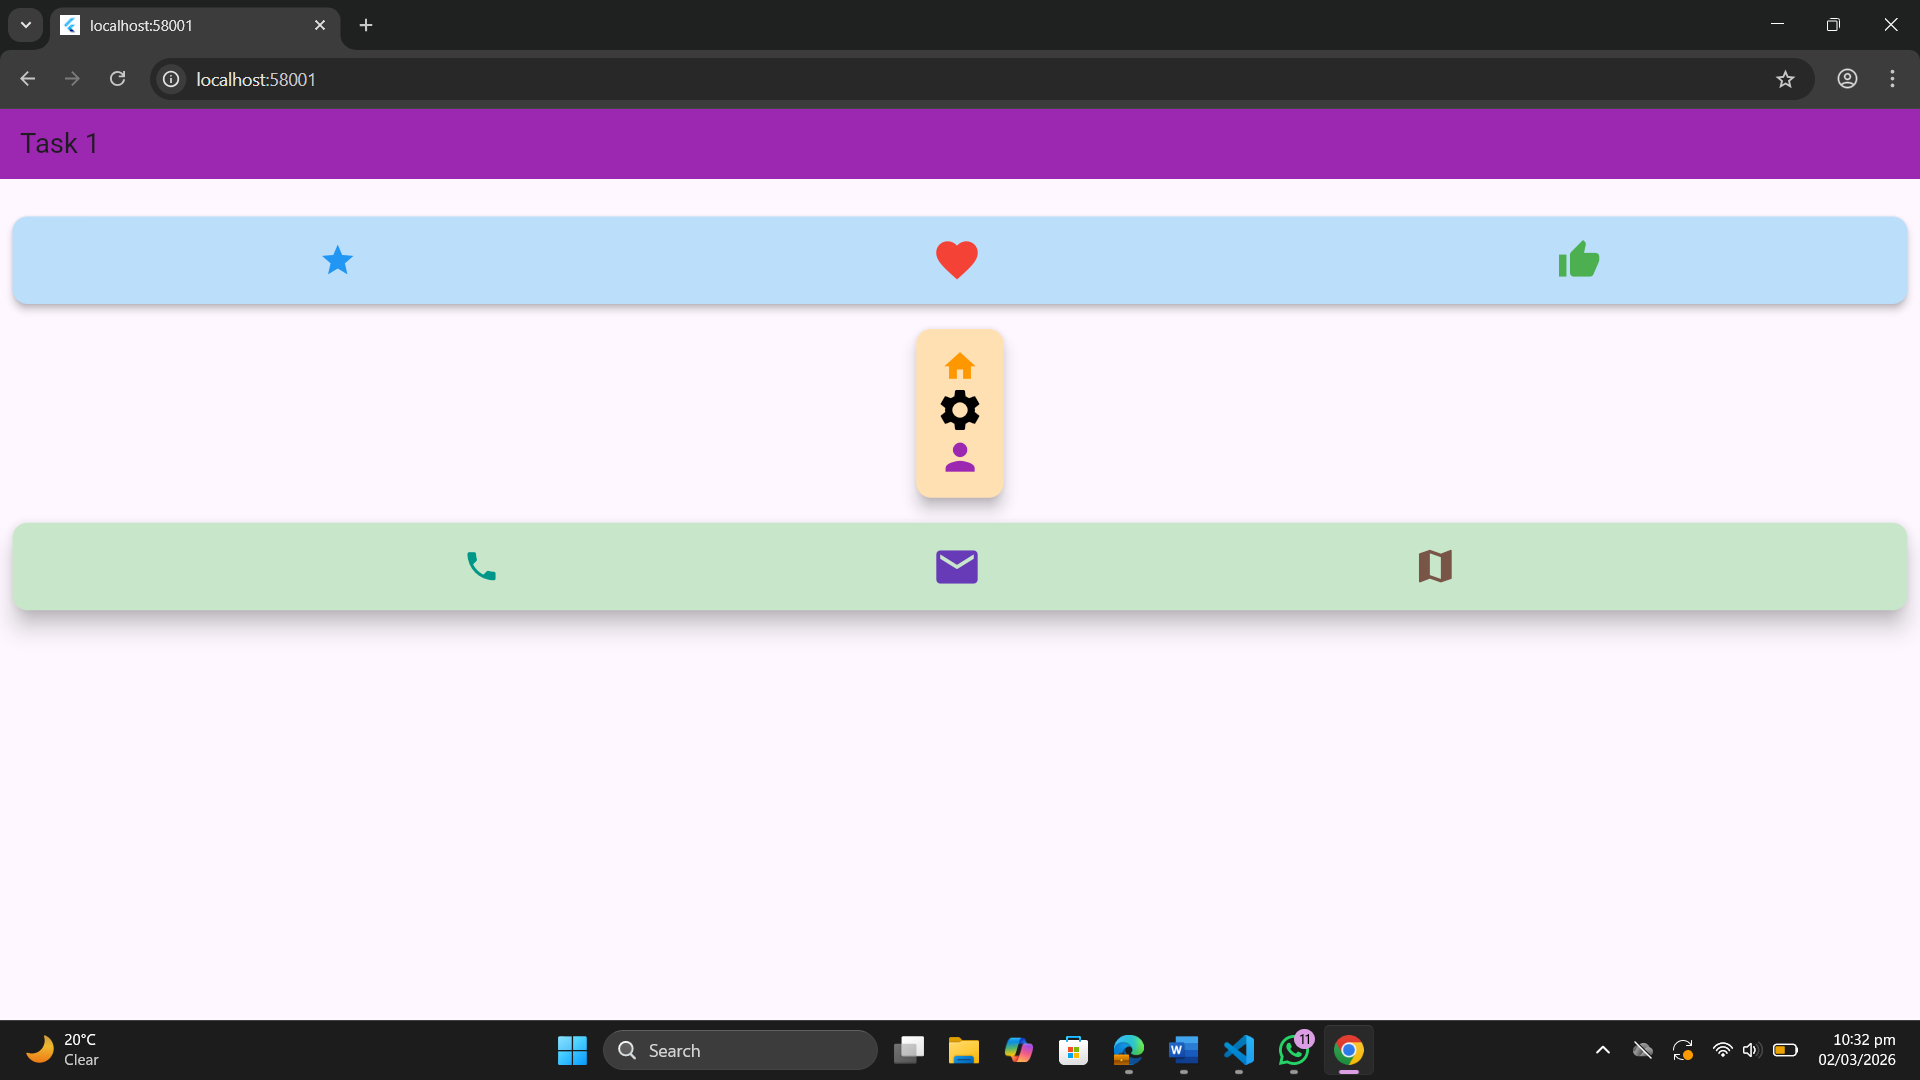 localhost:58001
localhost:58001
Task 1
20°C
Clear
Search
W
11
10:32 pm
02/03/2026